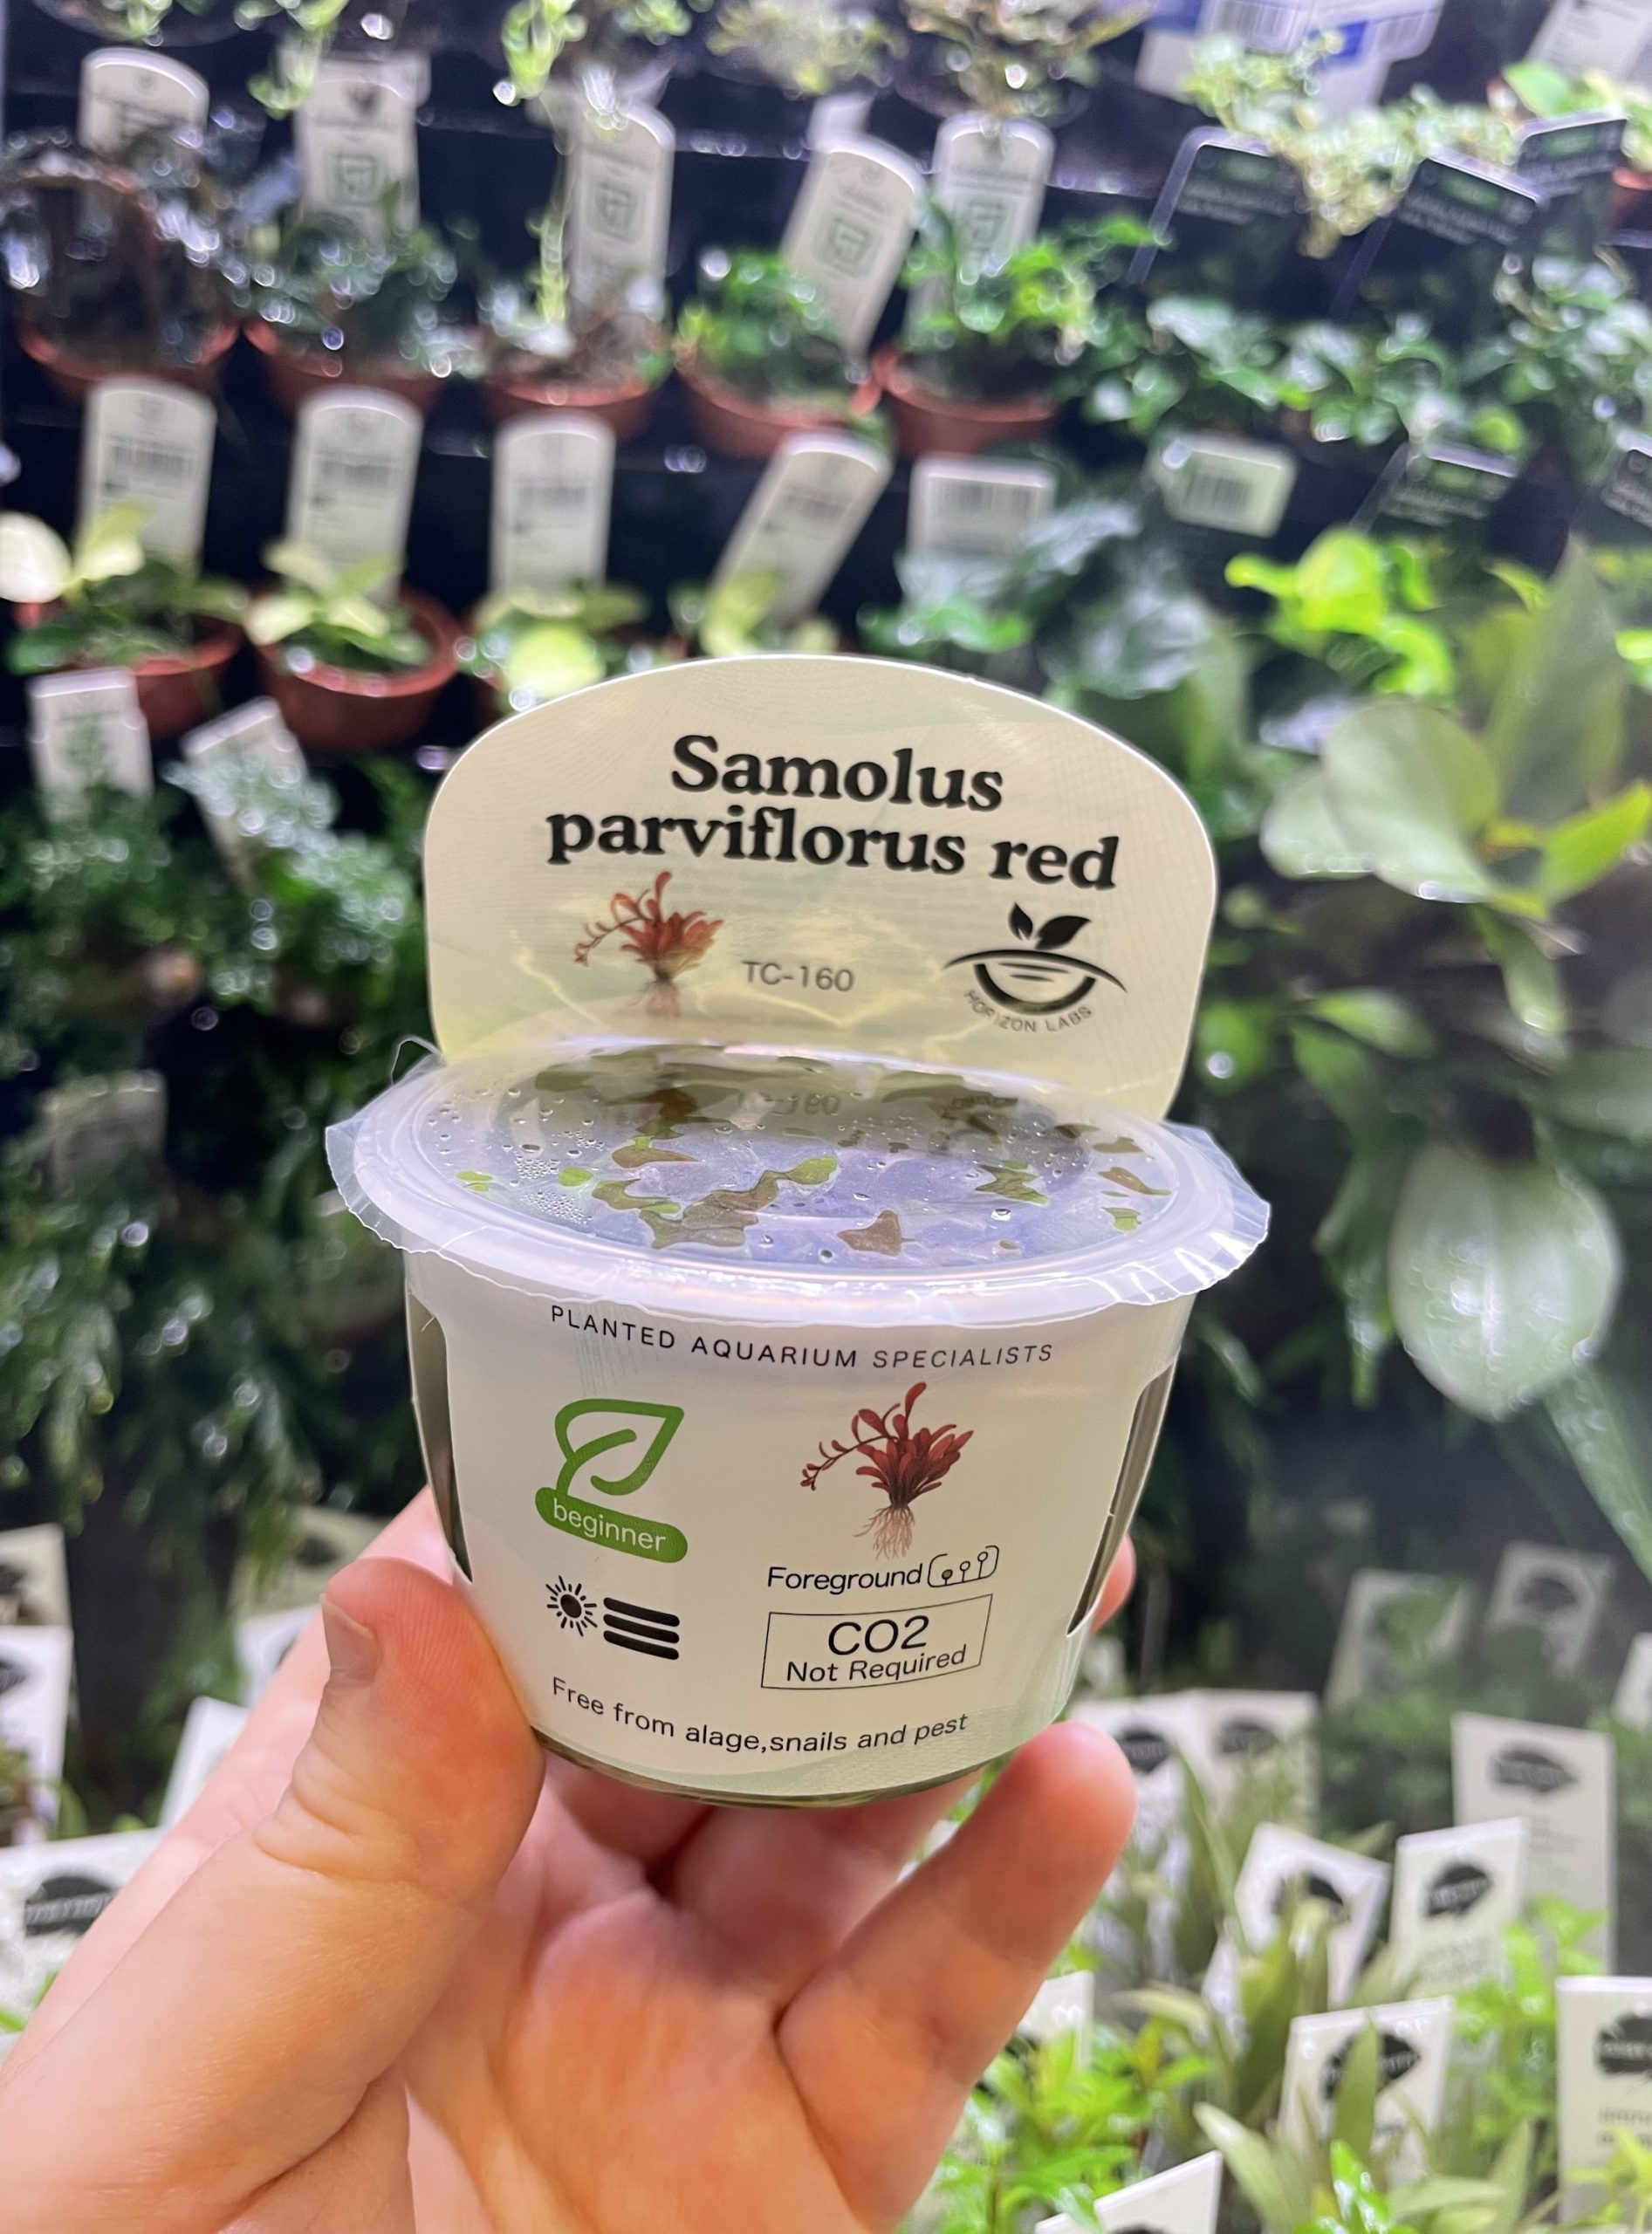 Samolus
parviflorus red
TC-160
HORIZON LABS
PLANTED AQUARIUM SPECIALISTS
beginner
Foreground
CO2
Not Required
Free from alage,snails and pest